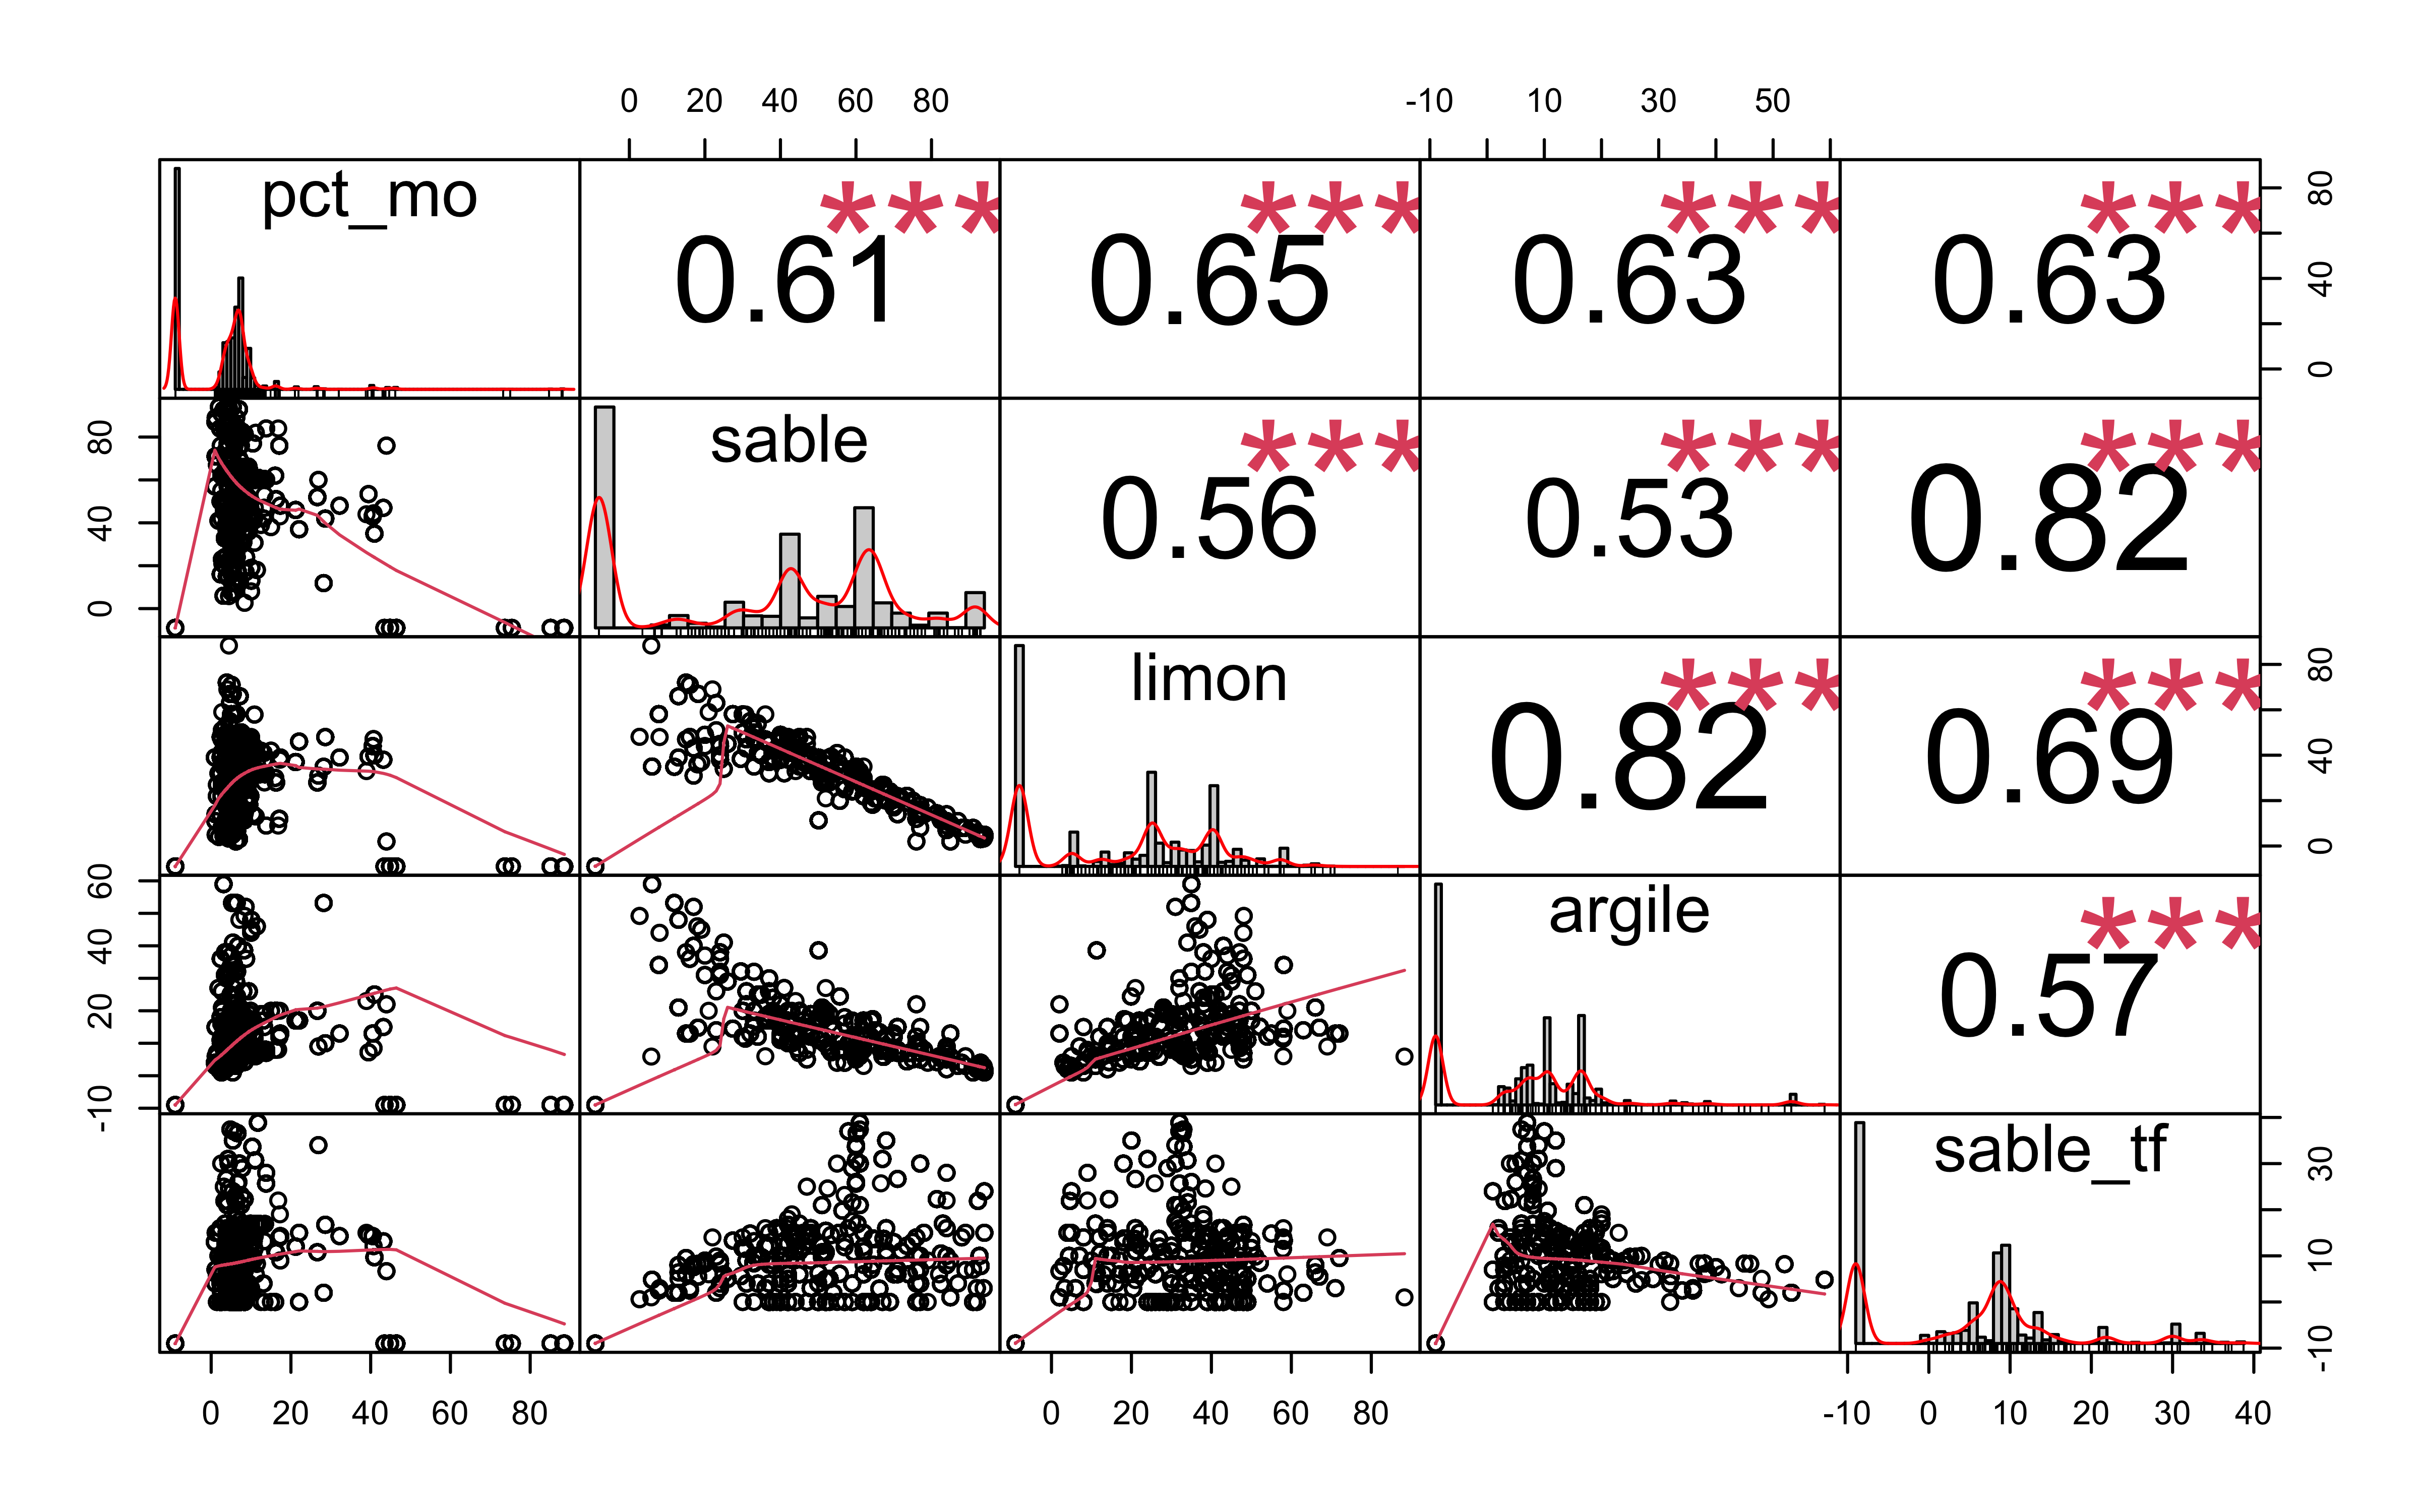 0 20 40 60 80 -10 10 30 50
pct_mo 0.61 *** 0.65 *** 0.63 *** 0.63 *** 0 40 80
0 40 80 sable 0.56 *** 0.53 *** 0.82 ***
limon 0.82 *** 0.69 *** 0 40 80
-10 20 40 60 argile 0.57 ***
sable_tf -10 10 30
0 20 40 60 80 0 20 40 60 80 -10 0 10 20 30 40